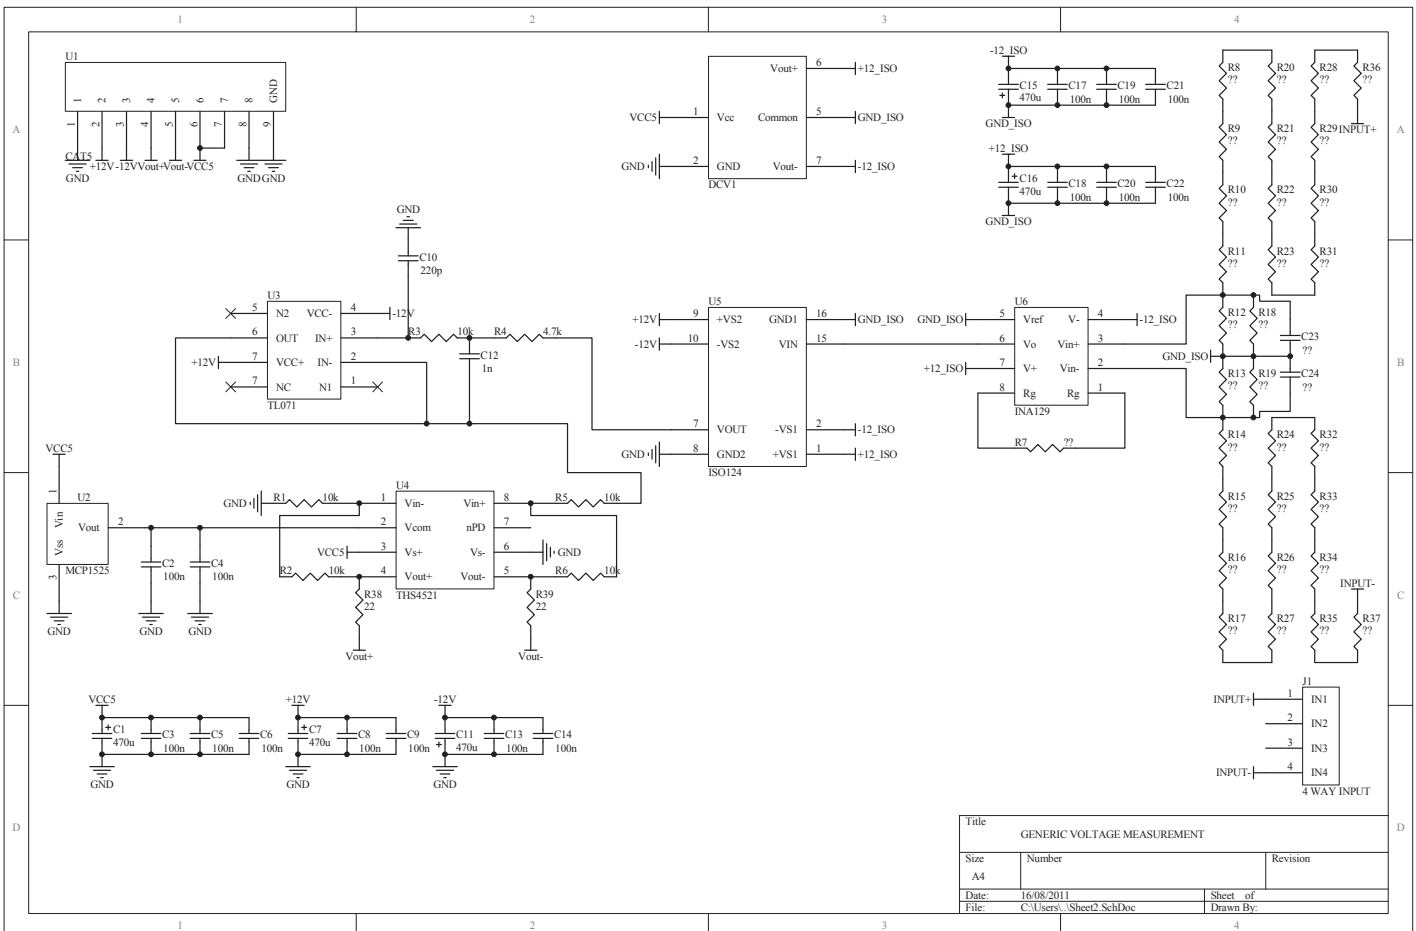 1 2 3 4
A
B
C
D
A
B
C
D
1 2 3 4
U1
1 2 3 4 5 6 7 8 GND
1 2 3 4 5 6 7 8 9
CAT5
GND
+12V
-12V
Vout+
Vout-
VCC5
GND
GND
Vout+ 6 +12_ISO
VCC5 1 Vcc Common 5 GND_ISO
GND 2 GND Vout- 7 -12_ISO
DCV1
-12_ISO
+ C15 470u
C17 100n
C19 100n
C21 100n
GND_ISO
+12_ISO
+ C16 470u
C18 100n
C20 100n
C22 100n
GND_ISO
R8 ??
R20 ??
R28 ??
R36 ??
R9 ??
R21 ??
R29 ??
INPUT+
R10 ??
R22 ??
R30 ??
R11 ??
R23 ??
R31 ??
GND
C10
220p
U3
5 N2 VCC- 4 -12V
6 OUT IN+ 3
+12V 7 VCC+ IN- 2
7 NC N1 1
TL071
R3 10k
R4 4.7k
C12
1n
U5
+12V 9 +VS2 GND1 16 GND_ISO
-12V 10 -VS2 VIN 15
7 VOUT -VS1 2 -12_ISO
GND 8 GND2 +VS1 1 +12_ISO
ISO124
U6
GND_ISO 5 Vref V- 4 -12_ISO
6 Vo Vin+ 3
+12_ISO 7 V+ Vin- 2
8 Rg Rg 1
INA129
R7 ??
R12 ??
R18 ??
C23 ??
GND_ISO
R13 ??
R19 ??
C24 ??
R14 ??
R24 ??
R32 ??
R15 ??
R25 ??
R33 ??
R16 ??
R26 ??
R34 ??
INPUT-
R17 ??
R27 ??
R35 ??
R37 ??
VCC5
1
U2
Vin
Vout 2
Vss
3
MCP1525
GND
C2
100n
GND
C4
100n
GND
U4
GND R1 10k 1 Vin- Vin+ 8 R5 10k
2 Vcom nPD 7
VCC5 3 Vs+ Vs- 6 GND
R2 10k 4 Vout+ Vout- 5 R6 10k
THS4521
R38
22
Vout+
R39
22
Vout-
VCC5
+ C1 470u
C3 100n
C5 100n
C6 100n
GND
+12V
+ C7 470u
C8 100n
C9 100n
GND
-12V
+ C11 470u
C13 100n
C14 100n
GND
J1
INPUT+ 1 IN1
2 IN2
3 IN3
INPUT- 4 IN4
4 WAY INPUT
Title
GENERIC VOLTAGE MEASUREMENT
Size Number Revision
A4
Date: 16/08/2011 Sheet of
File: C:\Users\..\Sheet2.SchDoc Drawn By: